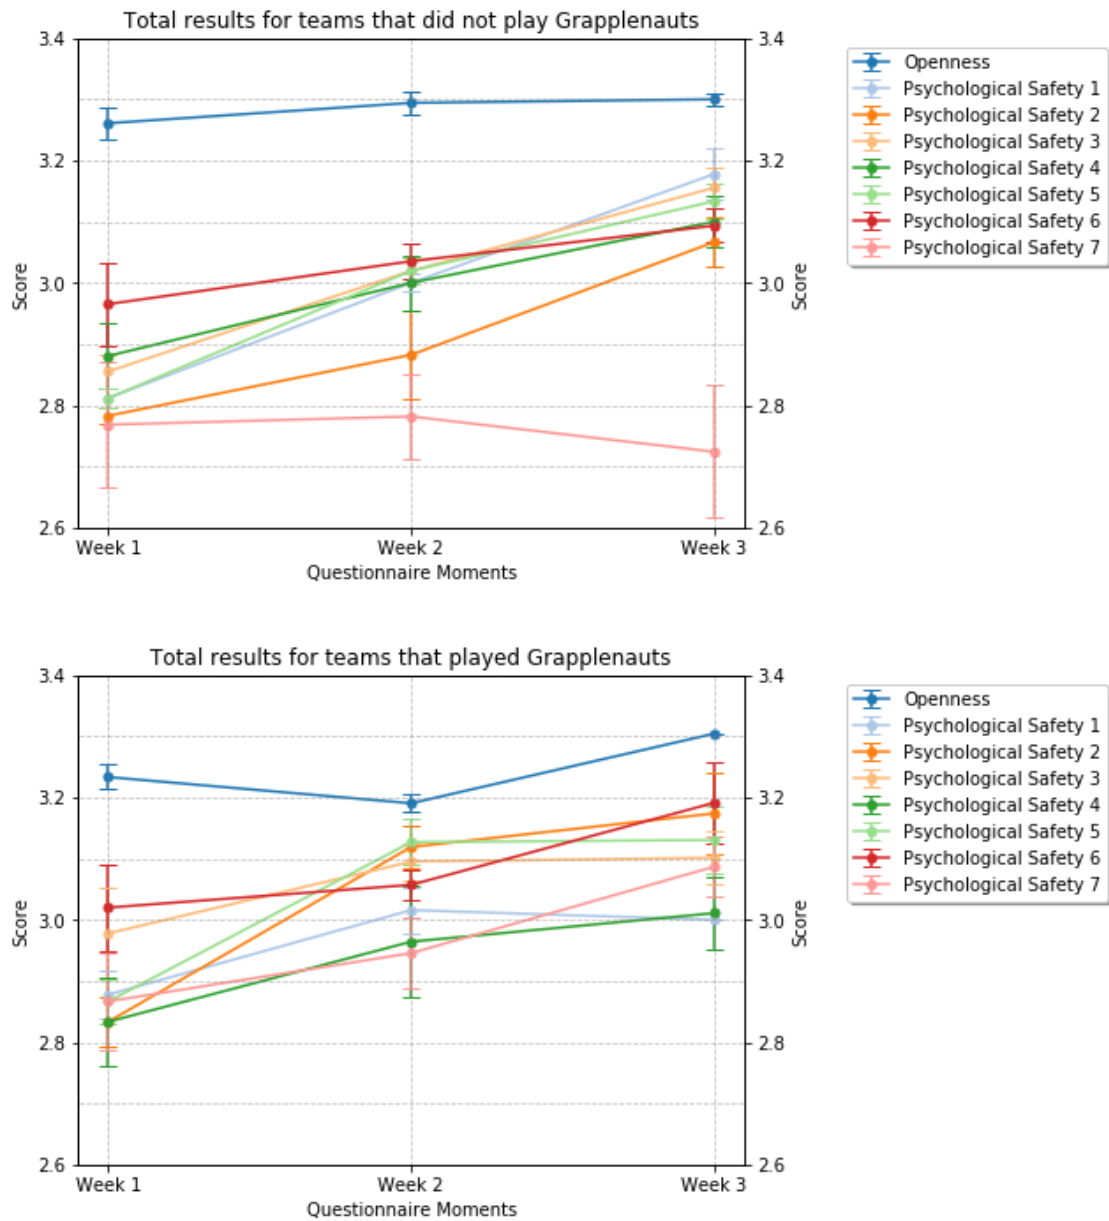 Total results for teams that did not play Grapplenauts
3.4
3.2
3.0
2.8
2.6
Score
3.4
3.2
3.0
2.8
2.6
Score
Week 1
Week 2
Week 3
Questionnaire Moments
Openness
Psychological Safety 1
Psychological Safety 2
Psychological Safety 3
Psychological Safety 4
Psychological Safety 5
Psychological Safety 6
Psychological Safety 7
Total results for teams that played Grapplenauts
3.4
3.2
3.0
2.8
2.6
Score
3.4
3.2
3.0
2.8
2.6
Score
Week 1
Week 2
Week 3
Questionnaire Moments
Openness
Psychological Safety 1
Psychological Safety 2
Psychological Safety 3
Psychological Safety 4
Psychological Safety 5
Psychological Safety 6
Psychological Safety 7